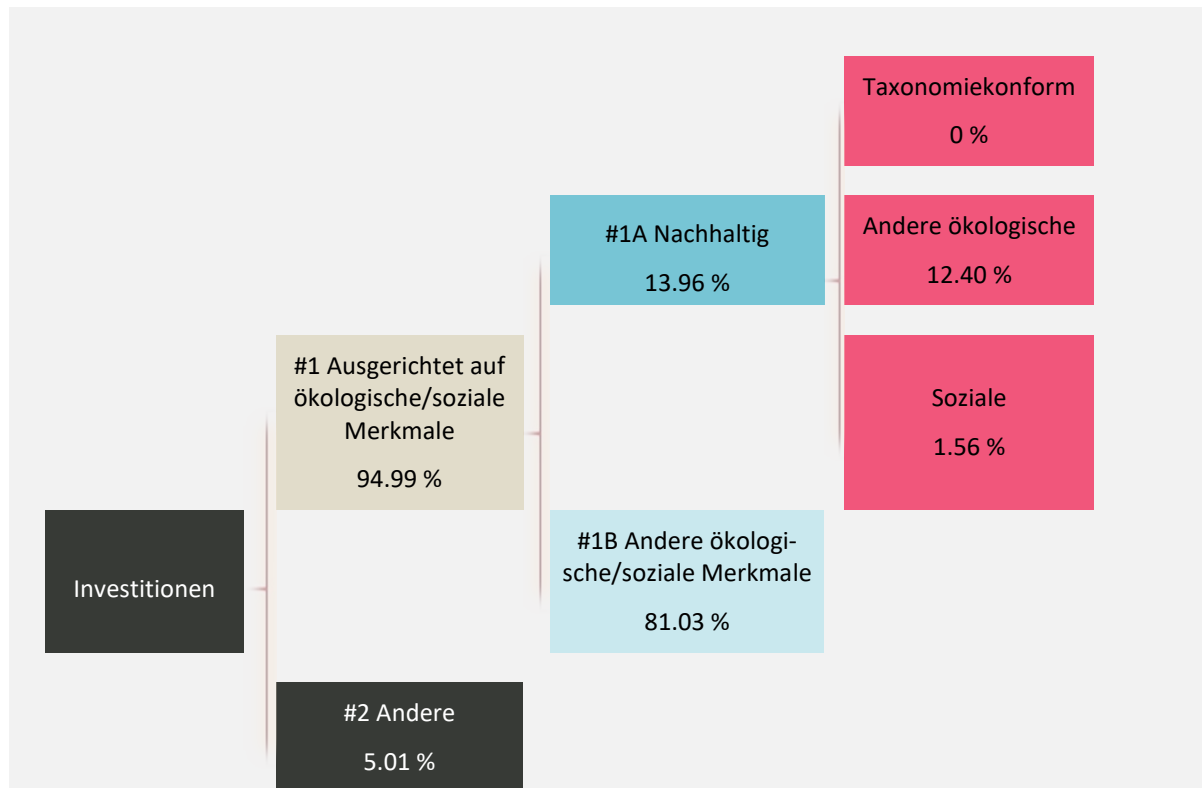 Taxonomiekonform
0 %
#1A Nachhaltig
13.96 %
Andere ökologische
12.40 %
#1 Ausgerichtet auf
ökologische/soziale
Merkmale
94.99 %
Soziale
1.56 %
Investitionen
#1B Andere ökologi-
sche/soziale Merkmale
81.03 %
#2 Andere
5.01 %